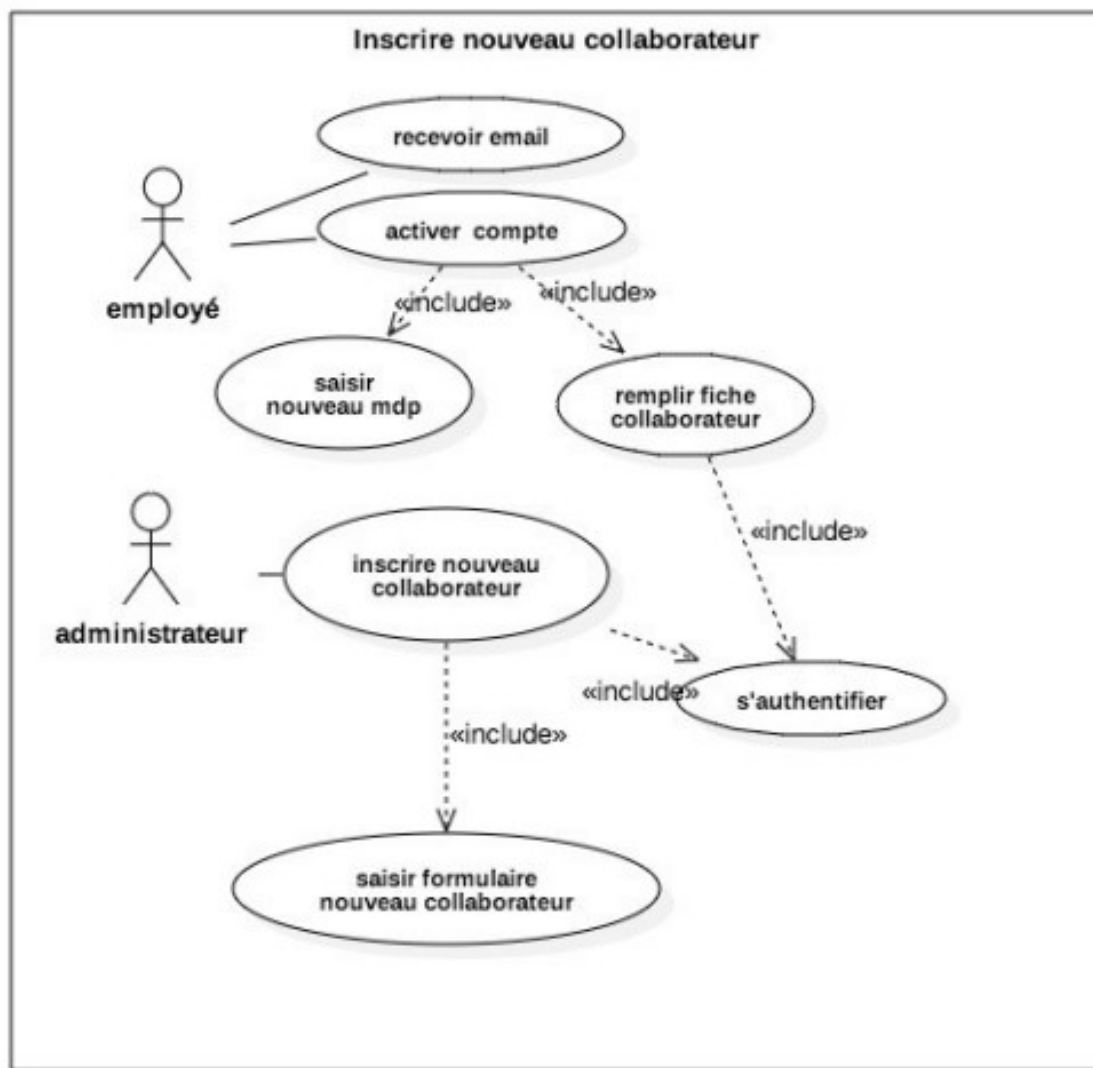 Inscrire nouveau collaborateur
recevoir email
activer compte
employé
«include»
«include»
saisir
nouveau mdp
remplir fiche
collaborateur
«include»
inscrire nouveau
collaborateur
administrateur
«include»
s'authentifier
«include»
saisir formulaire
nouveau collaborateur